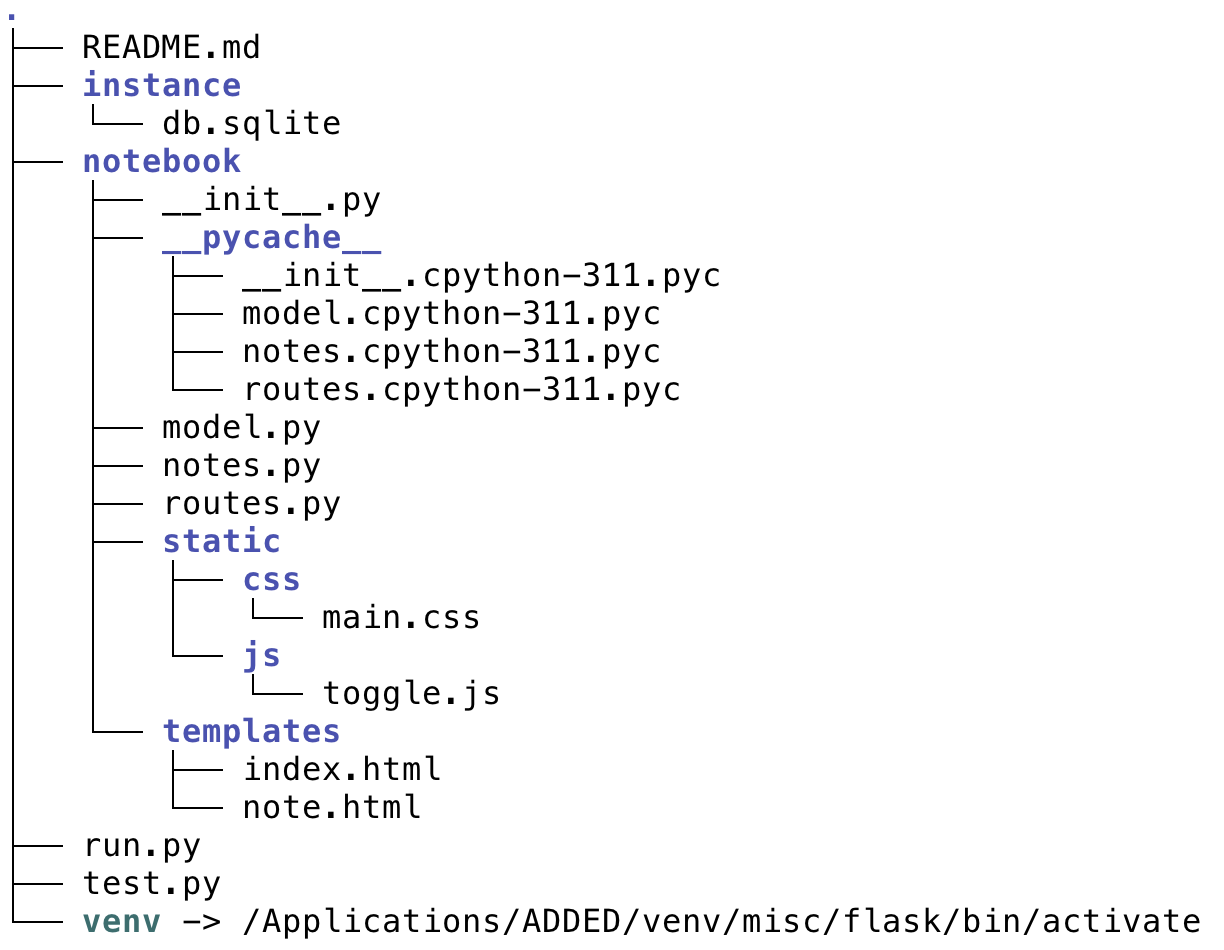 .
README.md
instance
db.sqlite
notebook
__init__.py
__pycache__
__init__.cpython-311.pyc
model.cpython-311.pyc
notes.cpython-311.pyc
routes.cpython-311.pyc
model.py
notes.py
routes.py
static
css
main.css
js
toggle.js
templates
index.html
note.html
run.py
test.py
venv -> /Applications/ADDED/venv/misc/flask/bin/activate